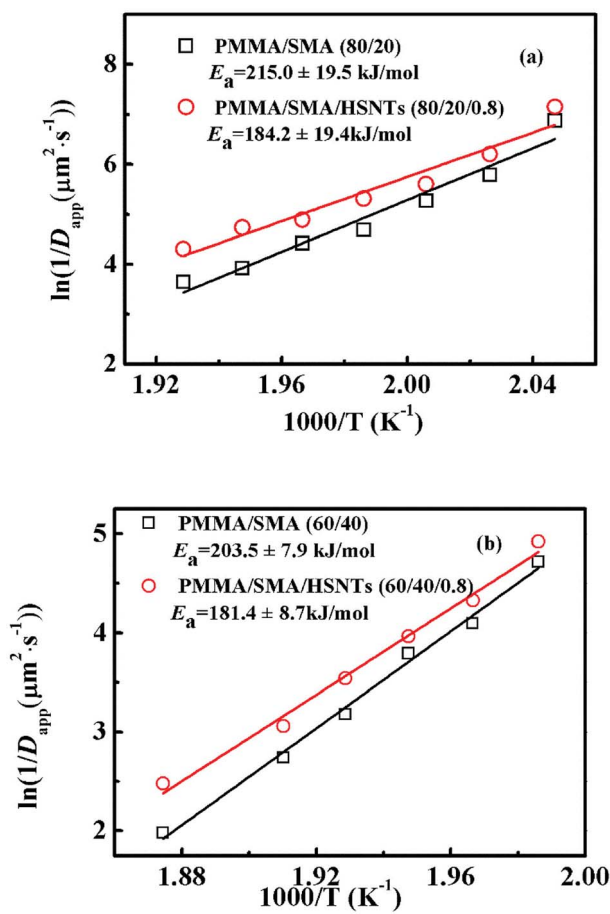 PMMA/SMA (80/20)
Eₐ=215.0 ± 19.5 kJ/mol
PMMA/SMA/HSNTs (80/20/0.8)
Eₐ=184.2 ± 19.4kJ/mol
(a)
8
6
4
2
ln(1/D_app(μm²·s⁻¹))
1.92
1.96
2.00
2.04
1000/T (K⁻¹)
PMMA/SMA (60/40)
Eₐ=203.5 ± 7.9 kJ/mol
PMMA/SMA/HSNTs (60/40/0.8)
Eₐ=181.4 ± 8.7kJ/mol
(b)
5
4
3
2
ln(1/D_app(μm²·s⁻¹))
1.88
1.92
1.96
2.00
1000/T (K⁻¹)